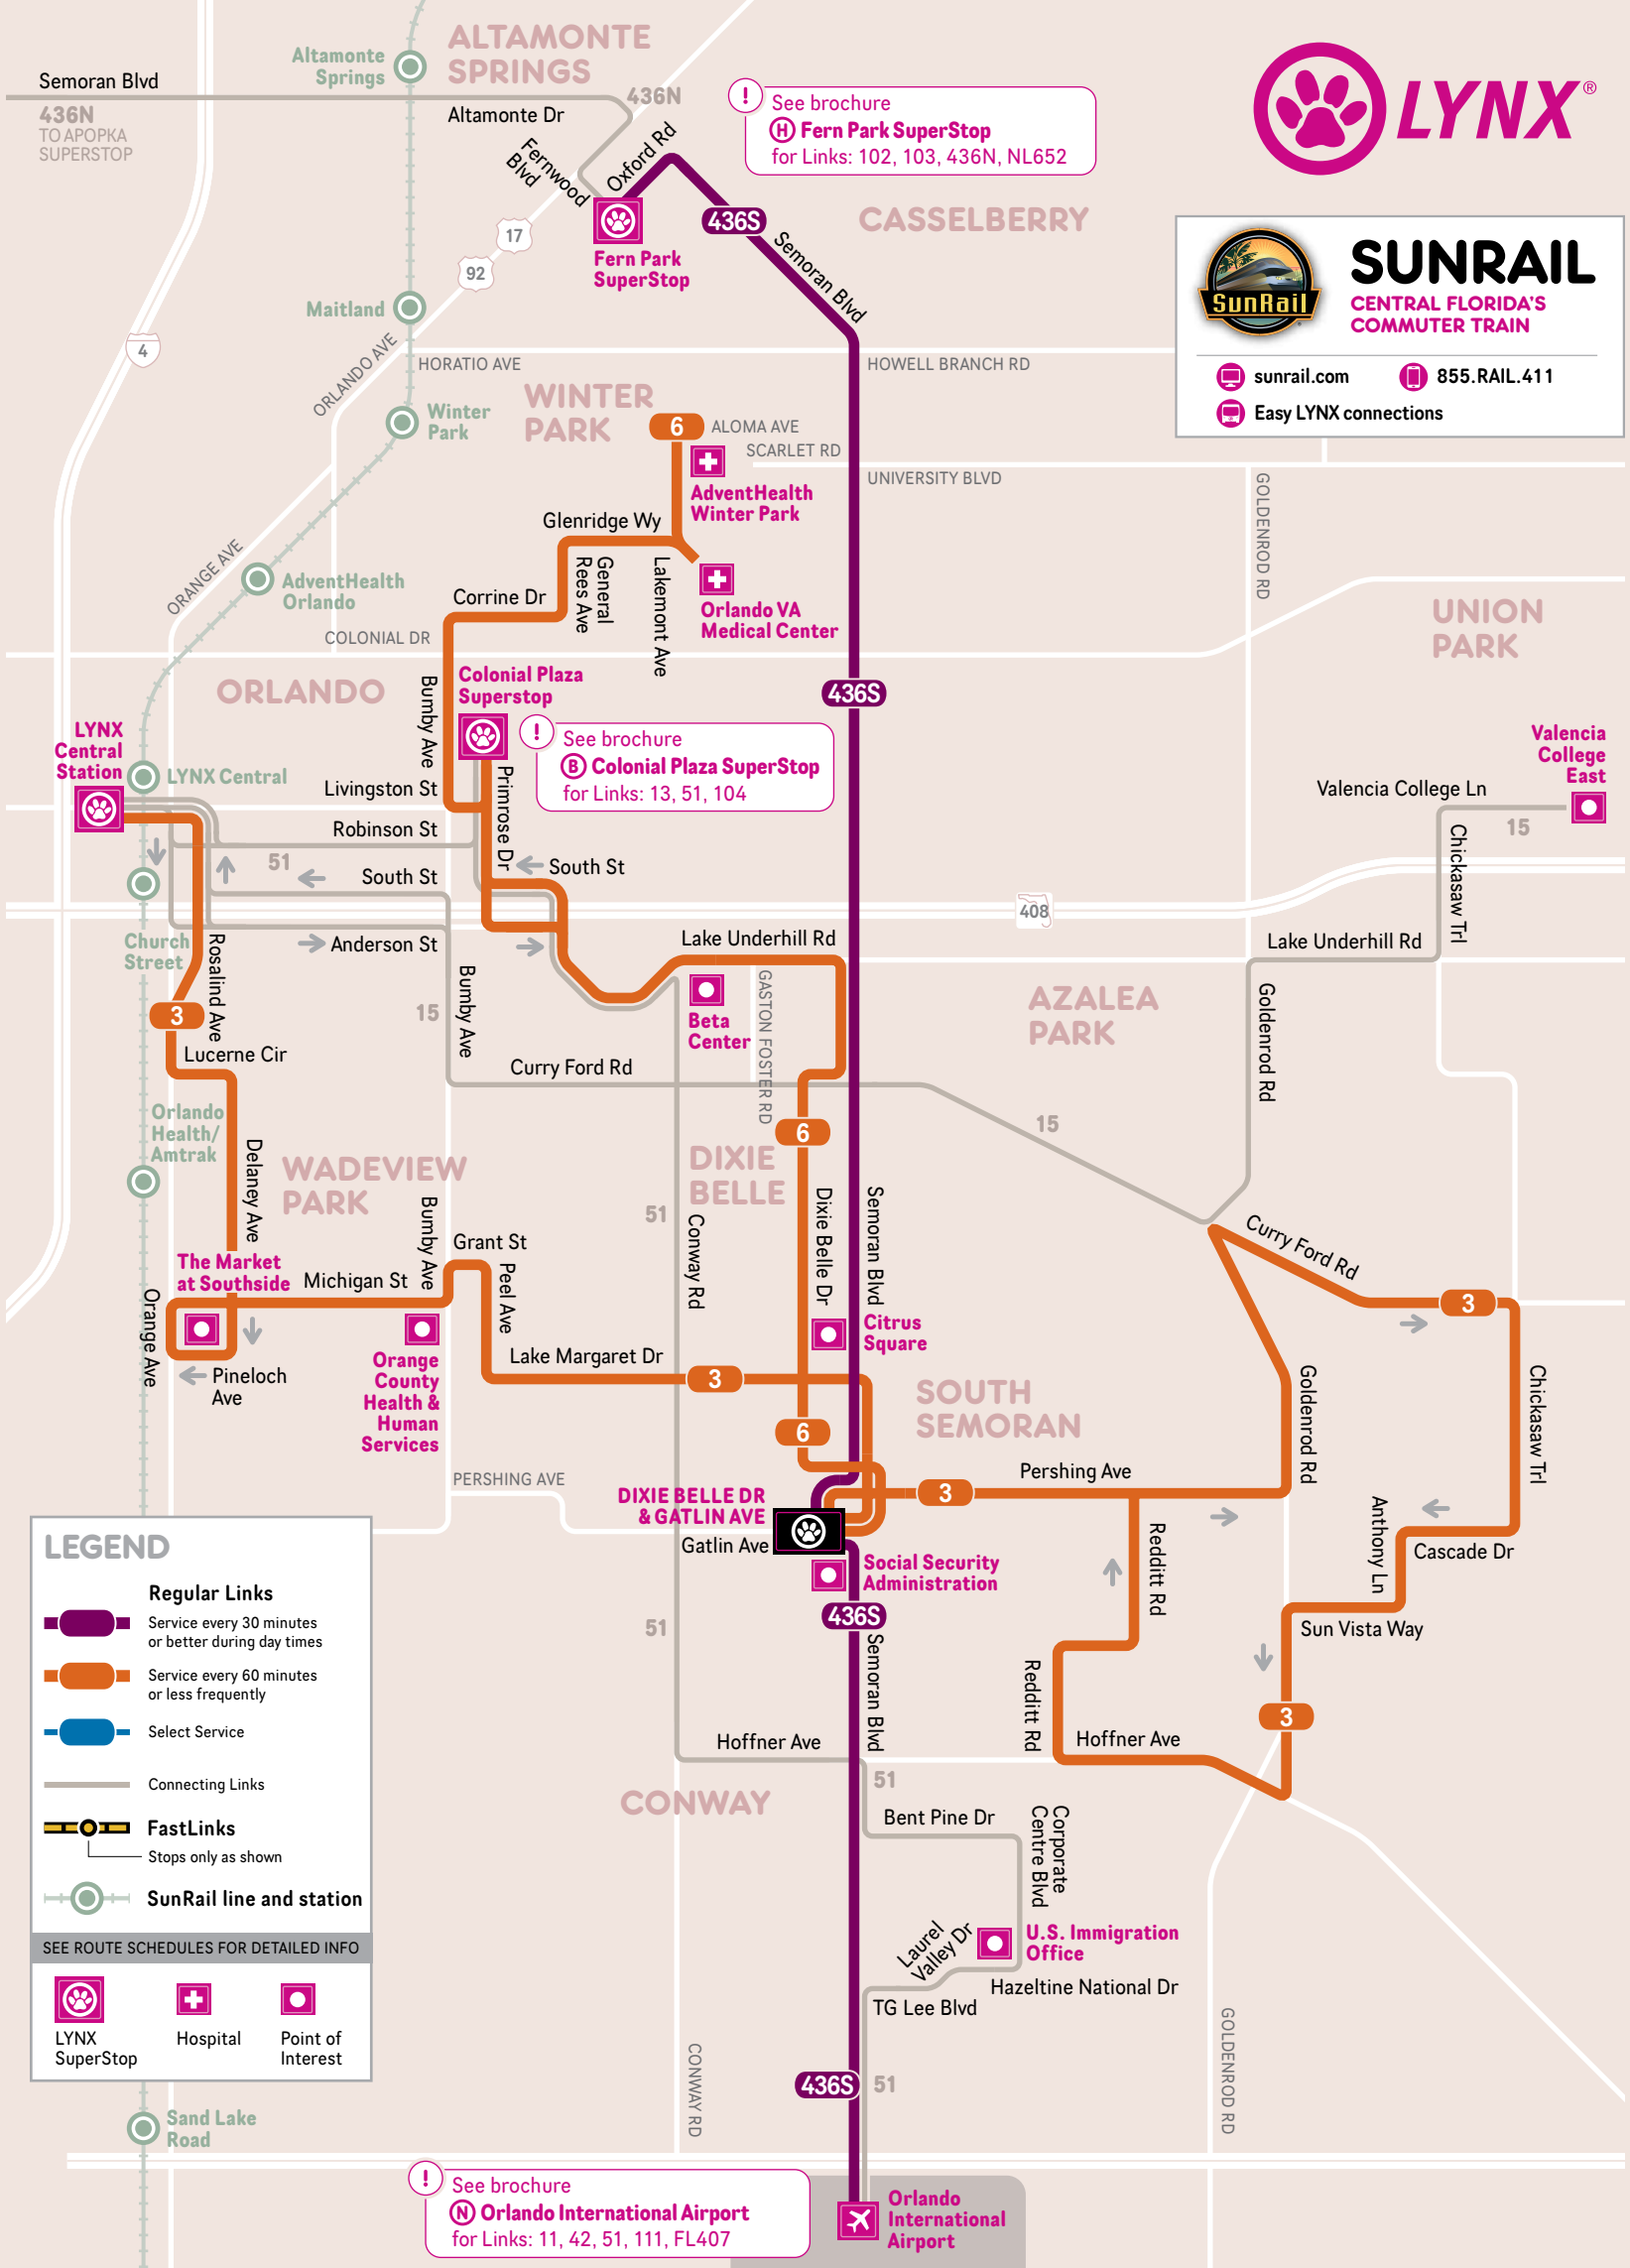 ALTAMONTE
SPRINGS
Altamonte
Springs
Semoran Blvd
436N
TO APOPKA
SUPERSTOP
436N
Altamonte Dr
Fernwood
Blvd
Oxford Rd
!
See brochure
H Fern Park SuperStop
for Links: 102, 103, 436N, NL652
LYNX®
436S
CASSELBERRY
17
92
Fern Park
SuperStop
Semoran Blvd
SunRail
SUNRAIL
CENTRAL FLORIDA'S
COMMUTER TRAIN
sunrail.com
855.RAIL.411
Easy LYNX connections
Maitland
4
ORLANDO AVE
HORATIO AVE
HOWELL BRANCH RD
WINTER
PARK
Winter
Park
6
ALOMA AVE
SCARLET RD
UNIVERSITY BLVD
GOLDENROD RD
AdventHealth
Winter Park
Glenridge Wy
General
Rees Ave
Lakemont Ave
ORANGE AVE
AdventHealth
Orlando
Corrine Dr
Orlando VA
Medical Center
UNION
PARK
COLONIAL DR
ORLANDO
Bumby Ave
Colonial Plaza
Superstop
436S
LYNX
Central
Station
LYNX Central
!
See brochure
B Colonial Plaza SuperStop
for Links: 13, 51, 104
Valencia
College
East
Valencia College Ln
15
Livingston St
Primrose Dr
Robinson St
51
South St
South St
Chickasaw Trl
408
Church
Street
Rosalind Ave
Anderson St
Lake Underhill Rd
Lake Underhill Rd
Bumby Ave
15
3
Beta
Center
GASTON FOSTER RD
AZALEA
PARK
Goldenrod Rd
Lucerne Cir
Curry Ford Rd
Orlando
Health/
Amtrak
6
15
Delaney Ave
WADEVIEW
PARK
DIXIE
BELLE
51
Conway Rd
Dixie Belle Dr
Semoran Blvd
Bumby Ave
Grant St
Peel Ave
Curry Ford Rd
The Market
at Southside
Michigan St
3
Orange Ave
Pineloch
Ave
Orange
County
Health &
Human
Services
Lake Margaret Dr
3
Citrus
Square
SOUTH
SEMORAN
Goldenrod Rd
Chickasaw Trl
6
PERSHING AVE
Pershing Ave
3
DIXIE BELLE DR
& GATLIN AVE
Gatlin Ave
Redditt Rd
Anthony Ln
Cascade Dr
Social Security
Administration
436S
51
Semoran Blvd
Sun Vista Way
Redditt Rd
3
Hoffner Ave
Hoffner Ave
51
CONWAY
Bent Pine Dr
Corporate
Centre Blvd
Laurel
Valley Dr
U.S. Immigration
Office
Hazeltine National Dr
TG Lee Blvd
CONWAY RD
GOLDENROD RD
436S
51
LEGEND
Regular Links
Service every 30 minutes
or better during day times
Service every 60 minutes
or less frequently
Select Service
Connecting Links
FastLinks
Stops only as shown
SunRail line and station
SEE ROUTE SCHEDULES FOR DETAILED INFO
LYNX
SuperStop
Hospital
Point of
Interest
Sand Lake
Road
!
See brochure
N Orlando International Airport
for Links: 11, 42, 51, 111, FL407
Orlando
International
Airport